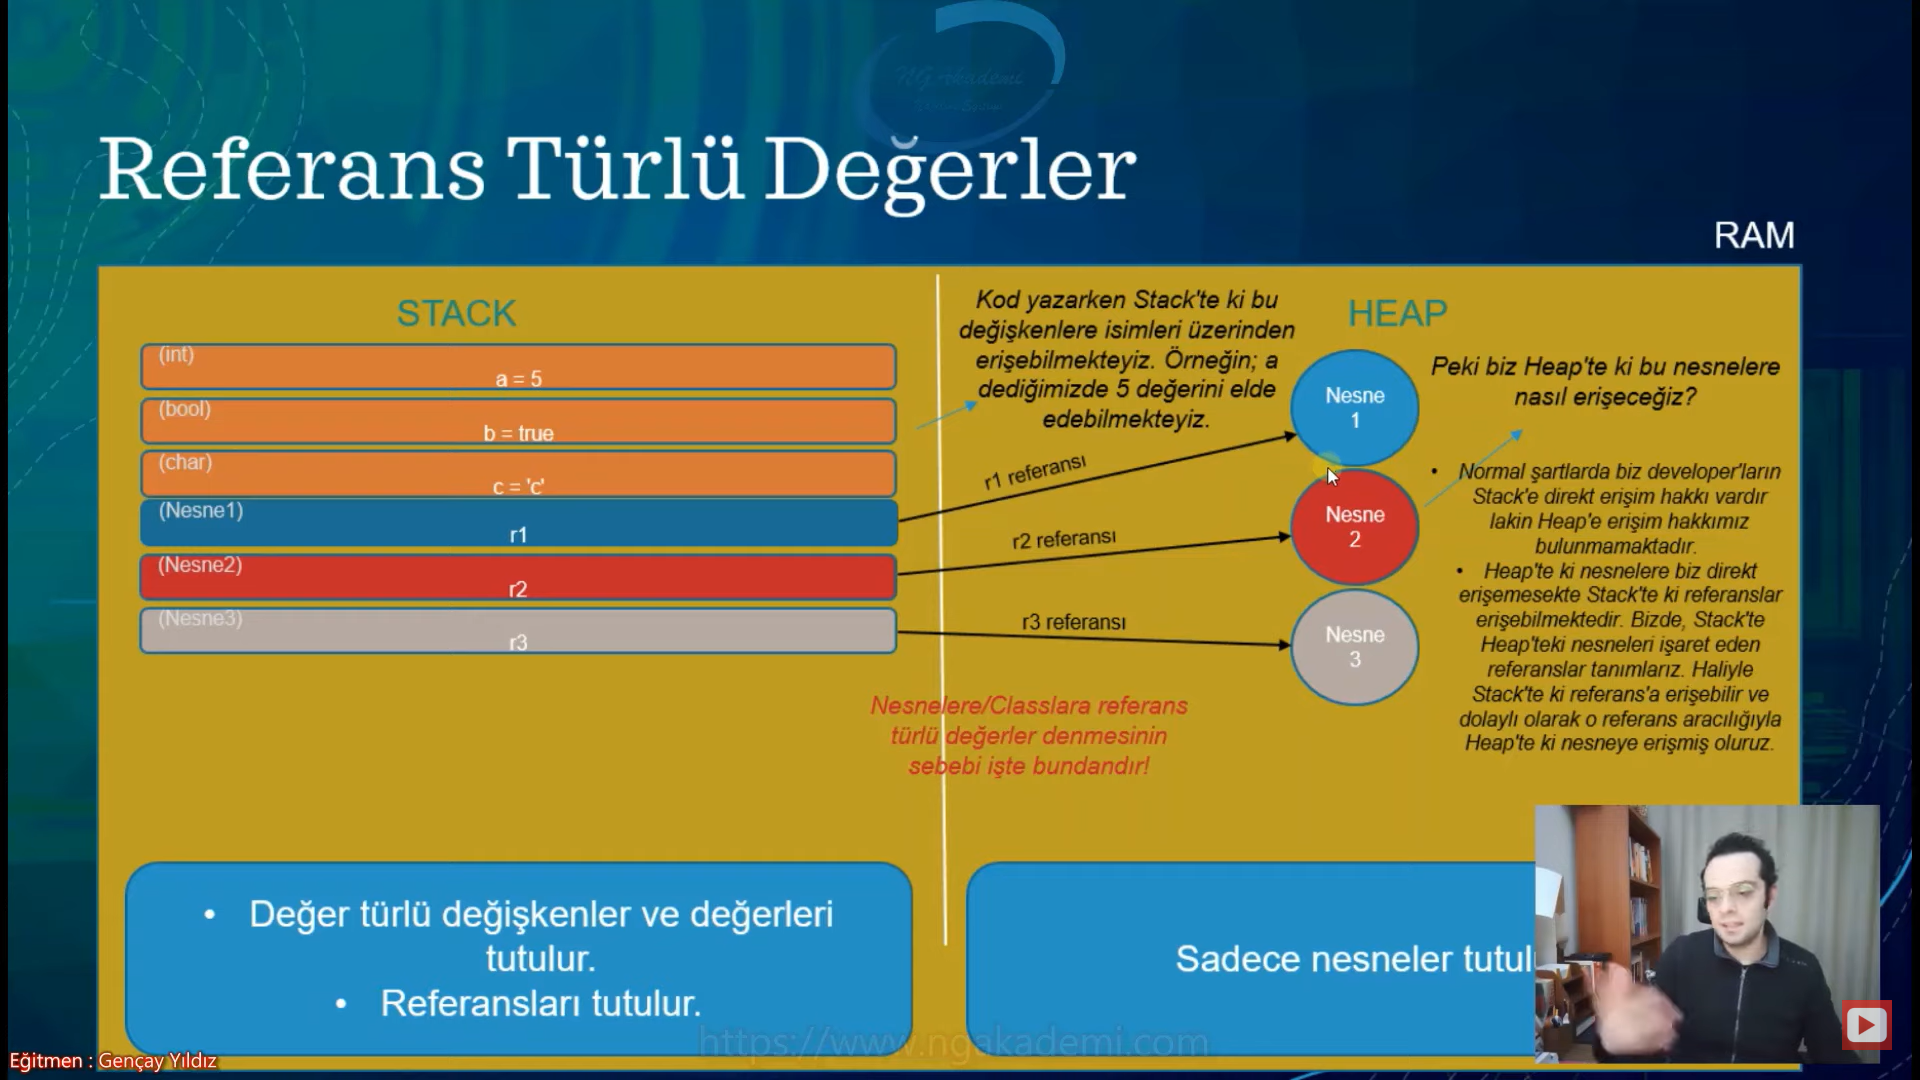 NG Akademi
Referans Türlü Değerler
RAM
STACK
(int)
a = 5
(bool)
b = true
(char)
c = 'c'
(Nesne1)
r1
(Nesne2)
r2
(Nesne3)
r3
Kod yazarken Stack'te ki bu
değişkenlere isimleri üzerinden
erişebilmekteyiz. Örneğin; a
dediğimizde 5 değerini elde
edebilmekteyiz.
r1 referansı
r2 referansı
r3 referansı
HEAP
Nesne
1
Nesne
2
Nesne
3
Peki biz Heap'te ki bu nesnelere
nasıl erişeceğiz?
• Normal şartlarda biz developer'ların
Stack'e direkt erişim hakkı vardır
lakin Heap'e erişim hakkımız
bulunmamaktadır.
• Heap'te ki nesnelere biz direkt
erişemesekte Stack'te ki referanslar
erişebilmektedir. Bizde, Stack'te
Heap'teki nesneleri işaret eden
referanslar tanımlarız. Haliyle
Stack'te ki referans'a erişebilir ve
dolaylı olarak o referans aracılığıyla
Heap'te ki nesneye erişmiş oluruz.
Nesnelere/Classlara referans
türlü değerler denmesinin
sebebi işte bundandır!
• Değer türlü değişkenler ve değerleri
tutulur.
• Referansları tutulur.
Sadece nesneler
https://www.ngakademi.com
Eğitmen : Gençay Yıldız